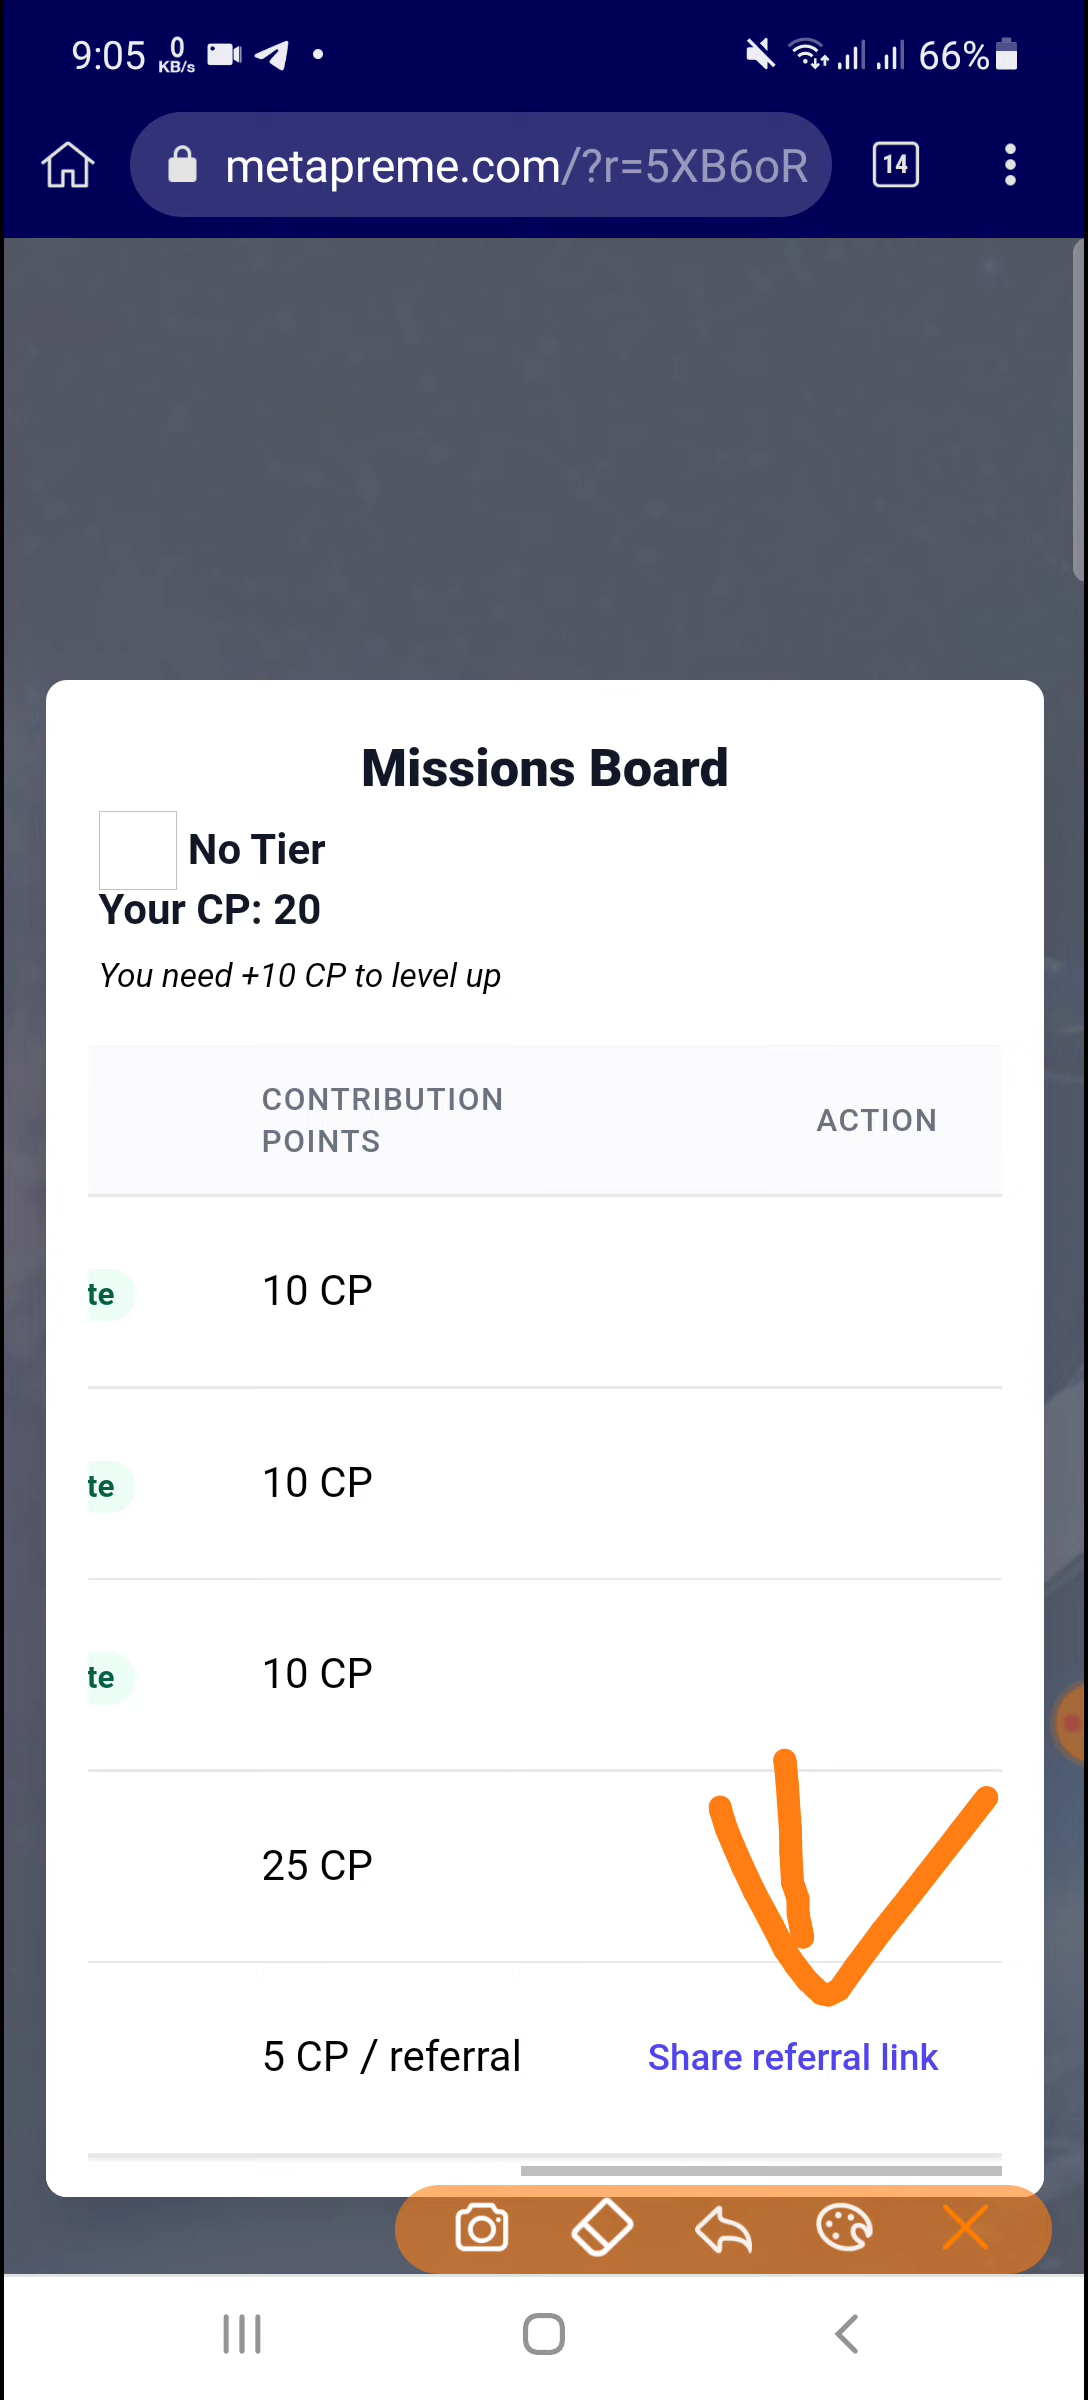 9:05 0 KB/s 66%
metapreme.com/?r=5XB6oR 14
Missions Board
No Tier
Your CP: 20
You need +10 CP to level up
CONTRIBUTION
POINTS
ACTION
te 10 CP
te 10 CP
te 10 CP
25 CP
5 CP / referral Share referral link